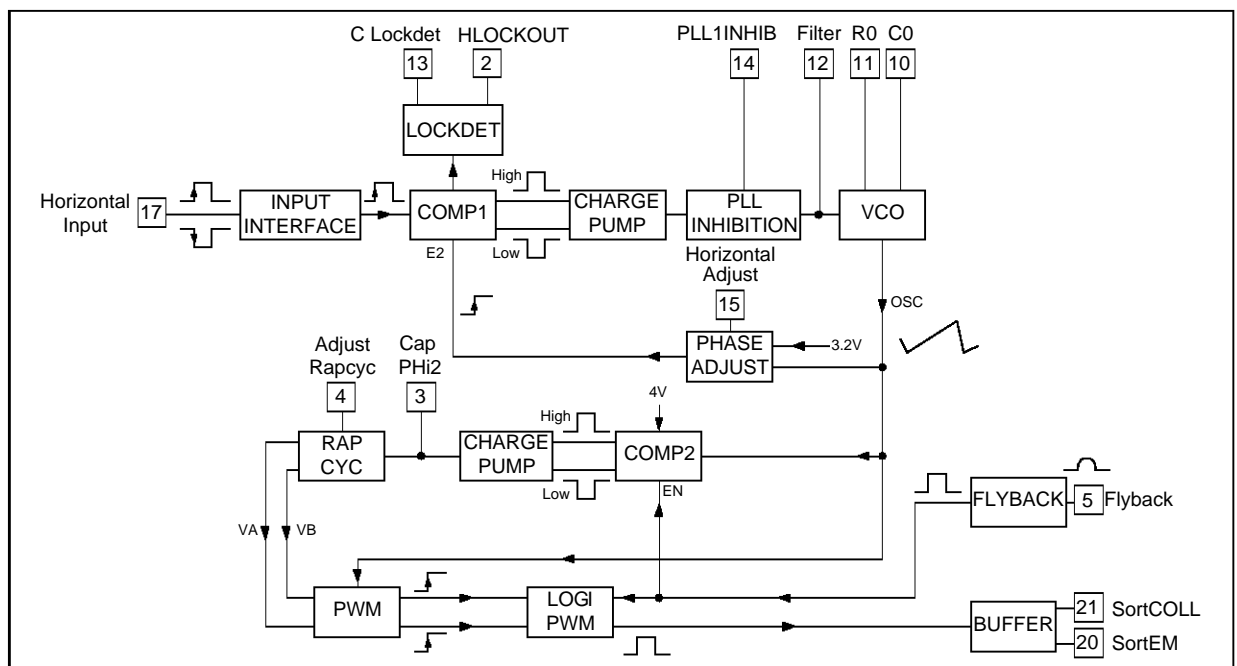 C Lockdet
HLOCKOUT
PLL1INHIB
Filter
R0
C0
13
2
14
12
11
10
LOCKDET
High
Horizontal
Input
17
INPUT
INTERFACE
COMP1
CHARGE
PUMP
PLL
INHIBITION
VCO
E2
Low
Horizontal
Adjust
15
OSC
PHASE
ADJUST
3.2V
Adjust
Rapcyc
Cap
PHi2
4
3
4V
High
RAP
CYC
CHARGE
PUMP
COMP2
Low
EN
FLYBACK
5
Flyback
VA
VB
PWM
LOGI
PWM
BUFFER
21
SortCOLL
20
SortEM